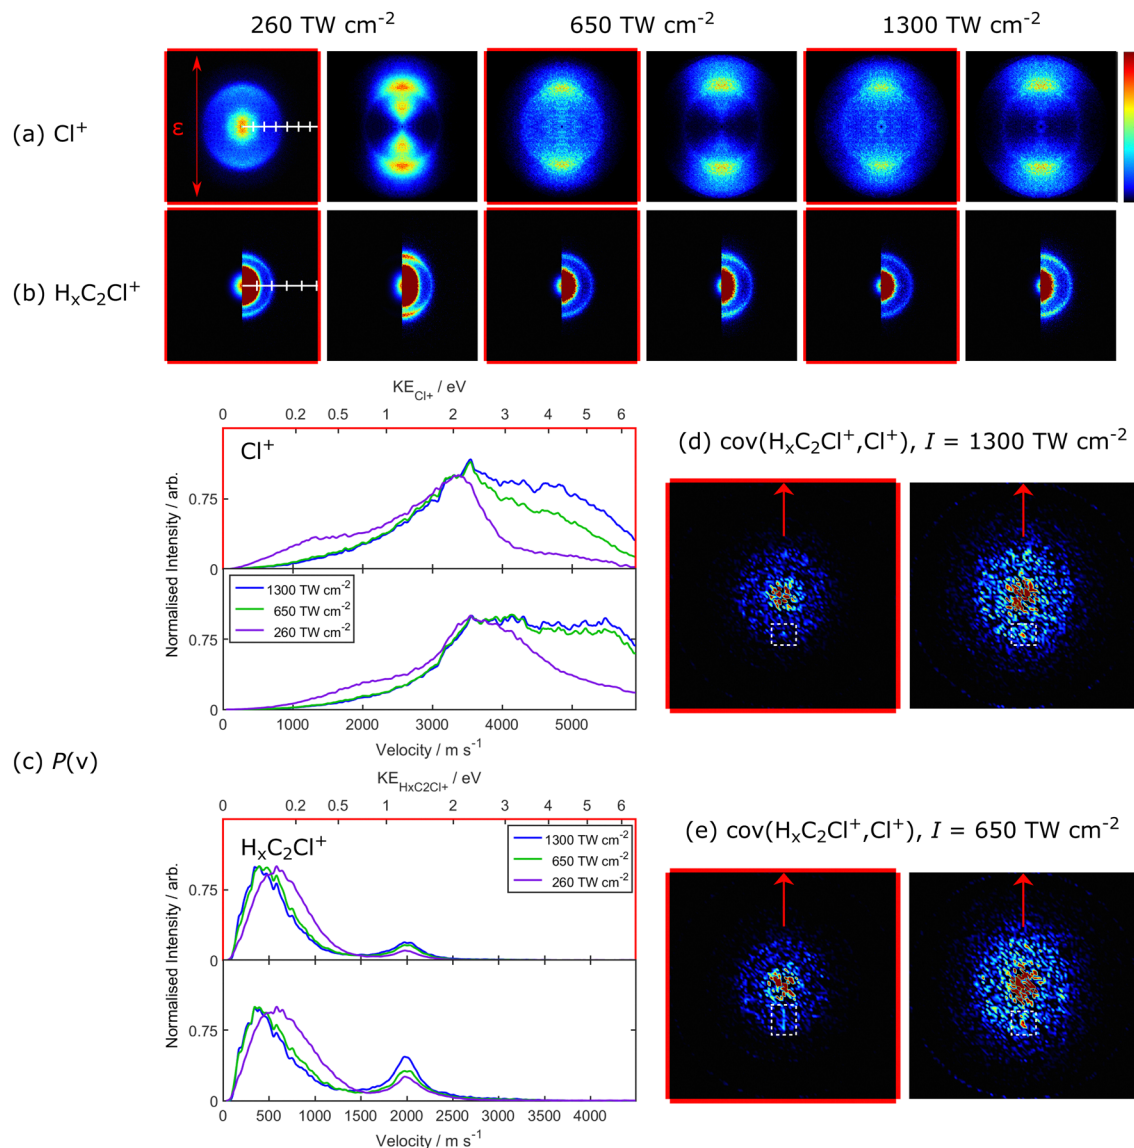 260 TW cm⁻² 650 TW cm⁻² 1300 TW cm⁻²
(a) Cl⁺
ε
(b) HₓC₂Cl⁺
KE_Cl+ / eV
0 0.2 0.5 1 2 3 4 5 6
Cl⁺
0.75
0
1300 TW cm⁻²
650 TW cm⁻²
260 TW cm⁻²
0.75
0
Normalised Intensity / arb.
0 1000 2000 3000 4000 5000
Velocity / m s⁻¹
(c) P(v)
KE_HxC2Cl+ / eV
0 0.2 0.5 1 2 3 4 5 6
HₓC₂Cl⁺
1300 TW cm⁻²
650 TW cm⁻²
260 TW cm⁻²
0.75
0
0.75
0
Normalised Intensity / arb.
0 500 1000 1500 2000 2500 3000 3500 4000
Velocity / m s⁻¹
(d) cov(HₓC₂Cl⁺,Cl⁺), I = 1300 TW cm⁻²
(e) cov(HₓC₂Cl⁺,Cl⁺), I = 650 TW cm⁻²